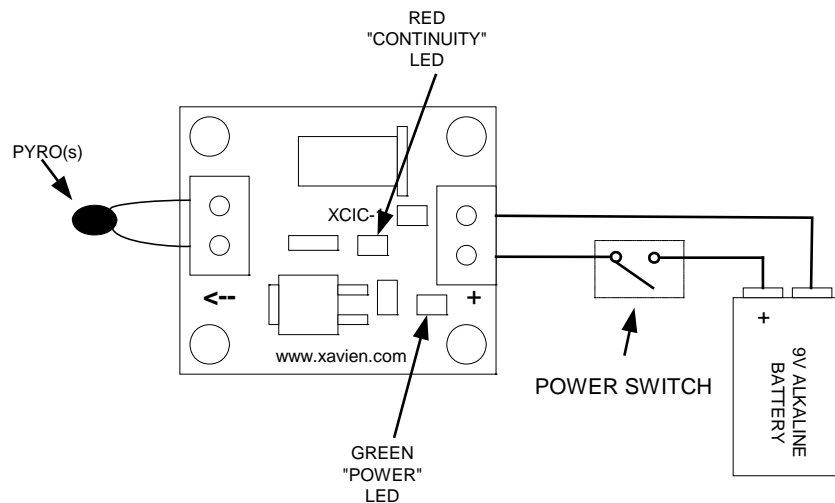 RED
"CONTINUITY"
LED
PYRO(s)
XCIC-
<--
+
www.xavien.com
POWER SWITCH
+
9V ALKALINE
BATTERY
GREEN
"POWER"
LED